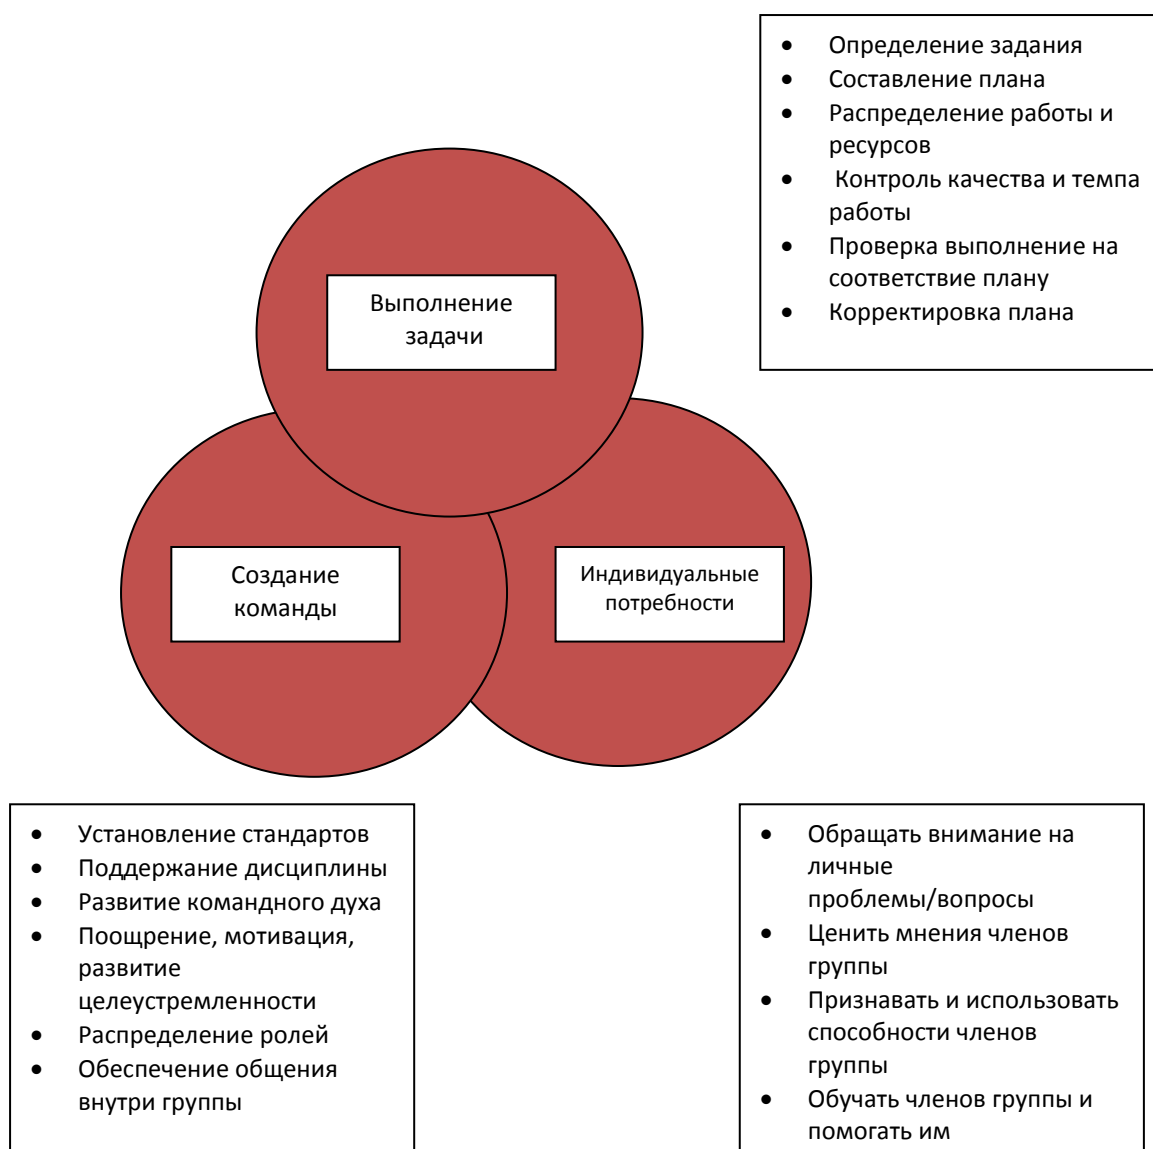 • Определение задания
• Составление плана
• Распределение работы и
ресурсов
• Контроль качества и темпа
работы
• Проверка выполнение на
соответствие плану
• Корректировка плана
Выполнение
задачи
Создание
команды
Индивидуальные
потребности
• Установление стандартов
• Поддержание дисциплины
• Развитие командного духа
• Поощрение, мотивация,
развитие
целеустремленности
• Распределение ролей
• Обеспечение общения
внутри группы
• Обращать внимание на
личные
проблемы/вопросы
• Ценить мнения членов
группы
• Признавать и использовать
способности членов
группы
• Обучать членов группы и
помогать им